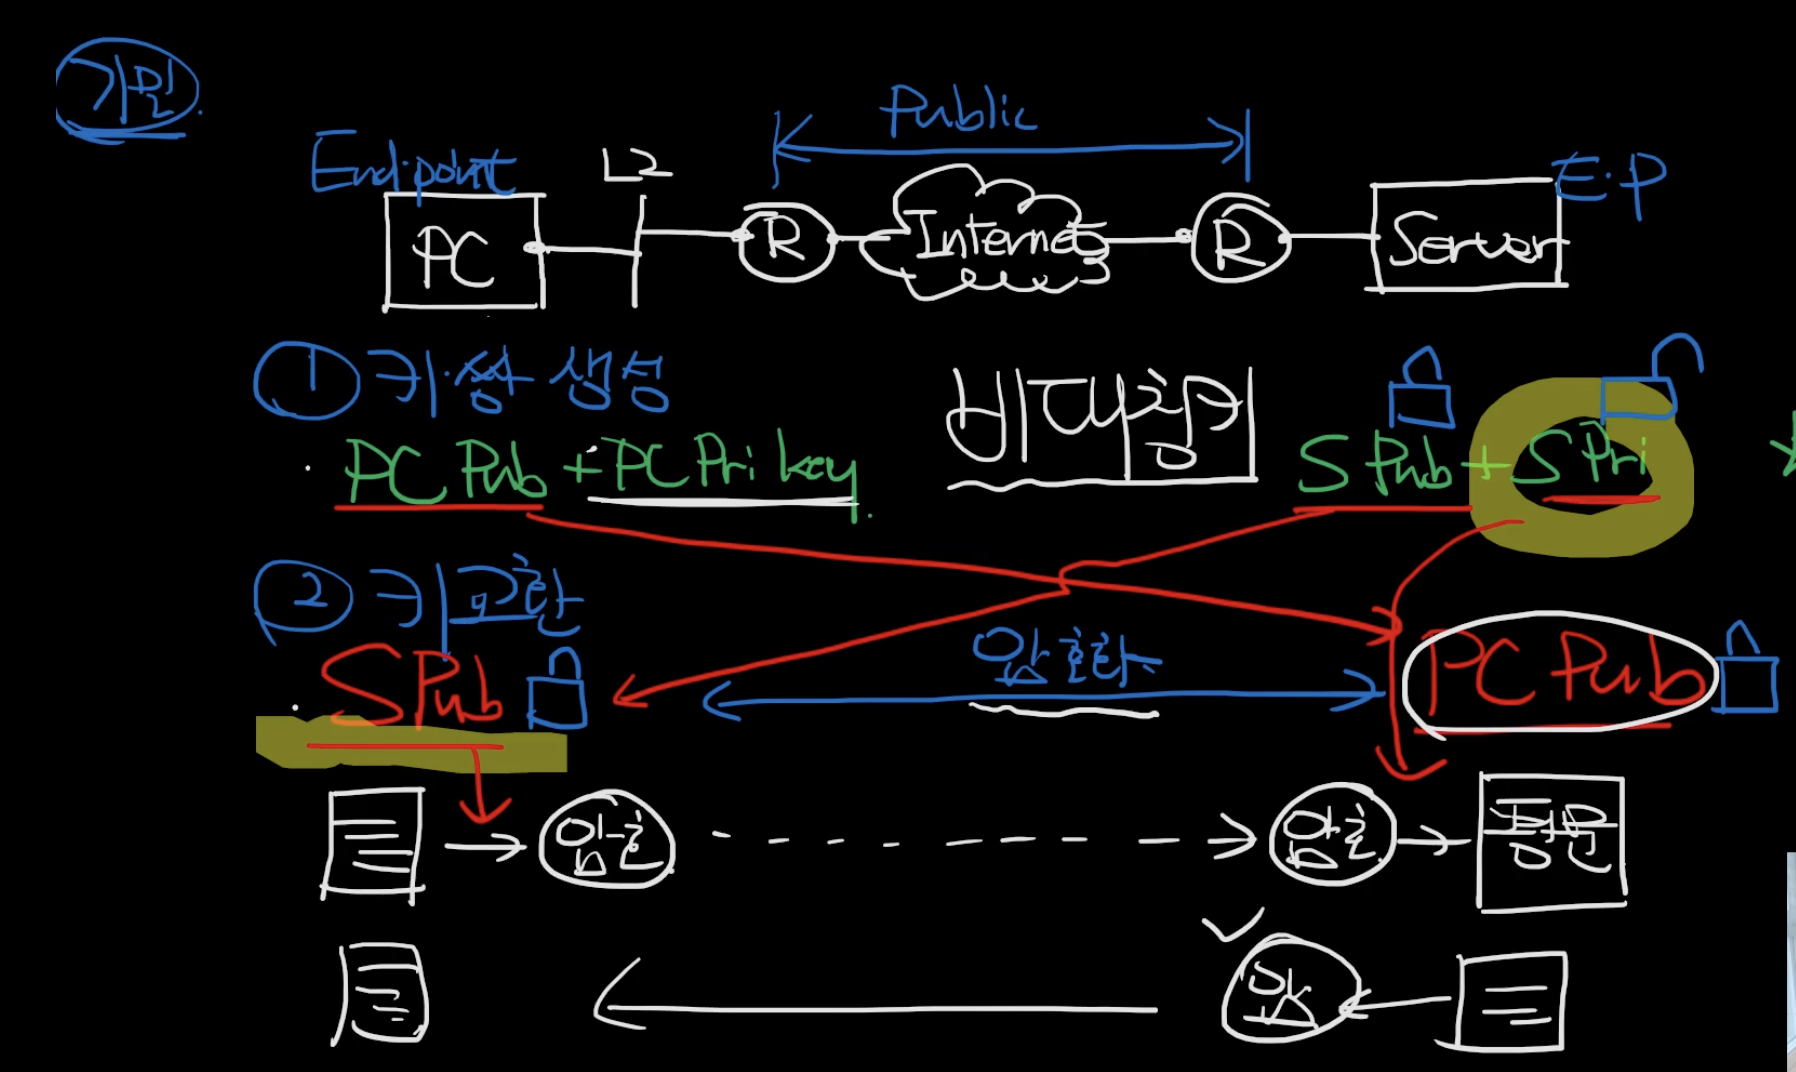 기밀.
Public
Endpoint
L2
E.P
PC
R
Internet
R
Server
① 키 쌍 생성
비대칭키
PC Pub + PC Pri key.
S Pub + S Pri
② 키 교환
S Pub
암호화
PC Pub
암호
암호
평문
암